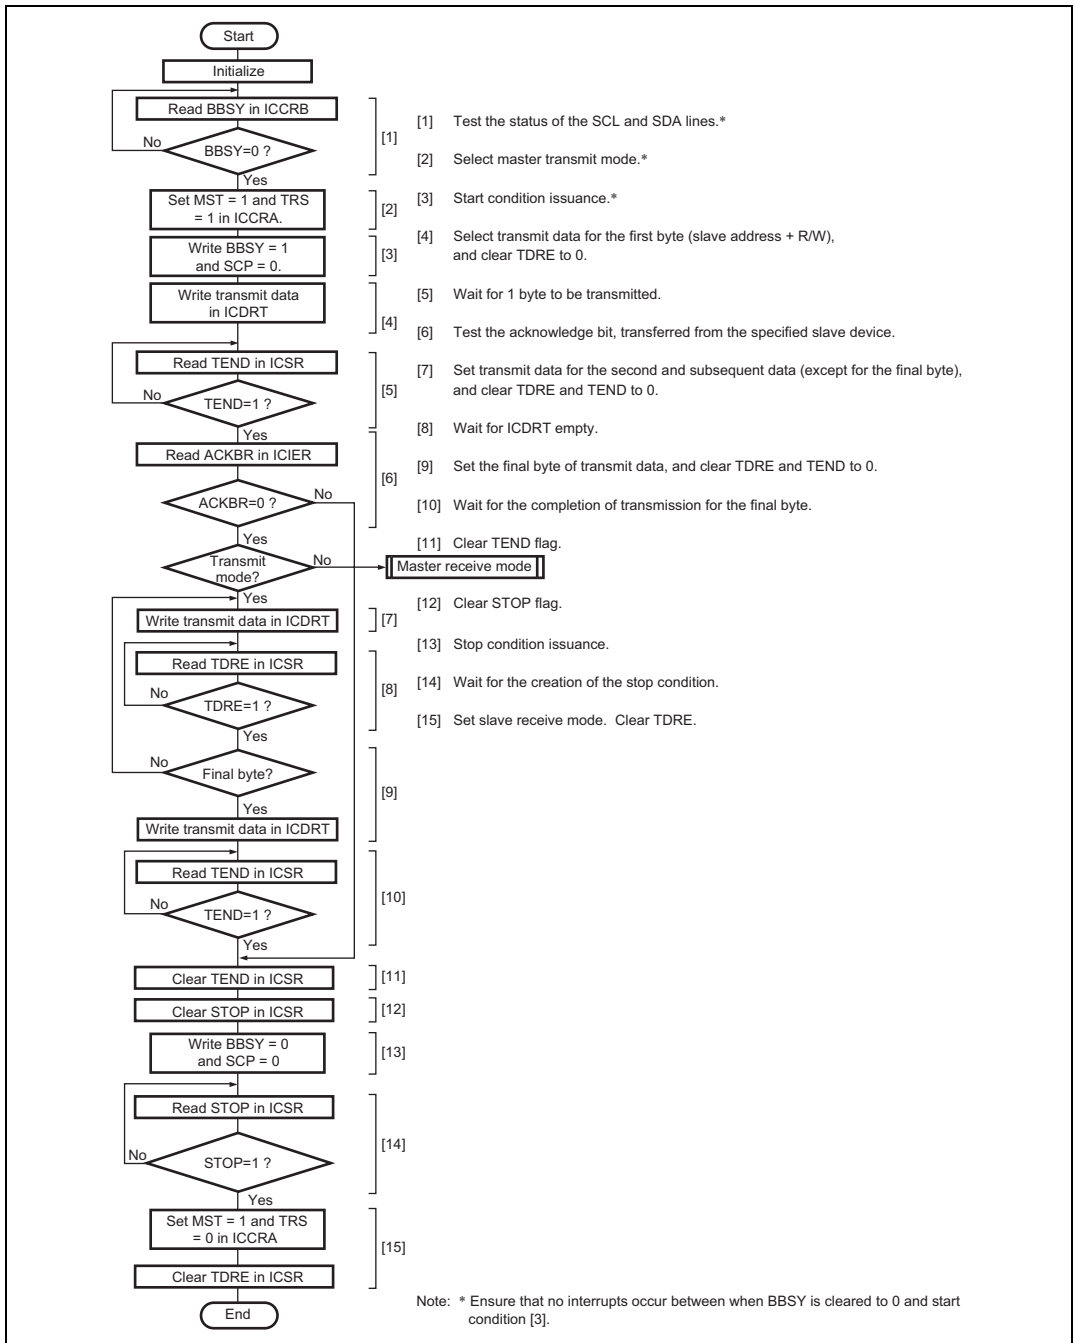 Start
Initialize
Read BBSY in ICCRB
No
BBSY=0 ?
[1]
Yes
Set MST = 1 and TRS
= 1 in ICCRA.
[2]
Write BBSY = 1
and SCP = 0.
[3]
Write transmit data
in ICDRT
[4]
Read TEND in ICSR
No
TEND=1 ?
[5]
Yes
Read ACKBR in ICIER
[6]
ACKBR=0 ?
No
Yes
Transmit
mode?
No
Master receive mode
Yes
Write transmit data in ICDRT
[7]
Read TDRE in ICSR
No
TDRE=1 ?
[8]
Yes
No
Final byte?
[9]
Yes
Write transmit data in ICDRT
Read TEND in ICSR
No
TEND=1 ?
[10]
Yes
Clear TEND in ICSR
[11]
Clear STOP in ICSR
[12]
Write BBSY = 0
and SCP = 0
[13]
Read STOP in ICSR
No
STOP=1 ?
[14]
Yes
Set MST = 1 and TRS
= 0 in ICCRA
[15]
Clear TDRE in ICSR
End
[1] Test the status of the SCL and SDA lines.*
[2] Select master transmit mode.*
[3] Start condition issuance.*
[4] Select transmit data for the first byte (slave address + R/W),
and clear TDRE to 0.
[5] Wait for 1 byte to be transmitted.
[6] Test the acknowledge bit, transferred from the specified slave device.
[7] Set transmit data for the second and subsequent data (except for the final byte),
and clear TDRE and TEND to 0.
[8] Wait for ICDRT empty.
[9] Set the final byte of transmit data, and clear TDRE and TEND to 0.
[10] Wait for the completion of transmission for the final byte.
[11] Clear TEND flag.
[12] Clear STOP flag.
[13] Stop condition issuance.
[14] Wait for the creation of the stop condition.
[15] Set slave receive mode. Clear TDRE.
Note: * Ensure that no interrupts occur between when BBSY is cleared to 0 and start
condition [3].